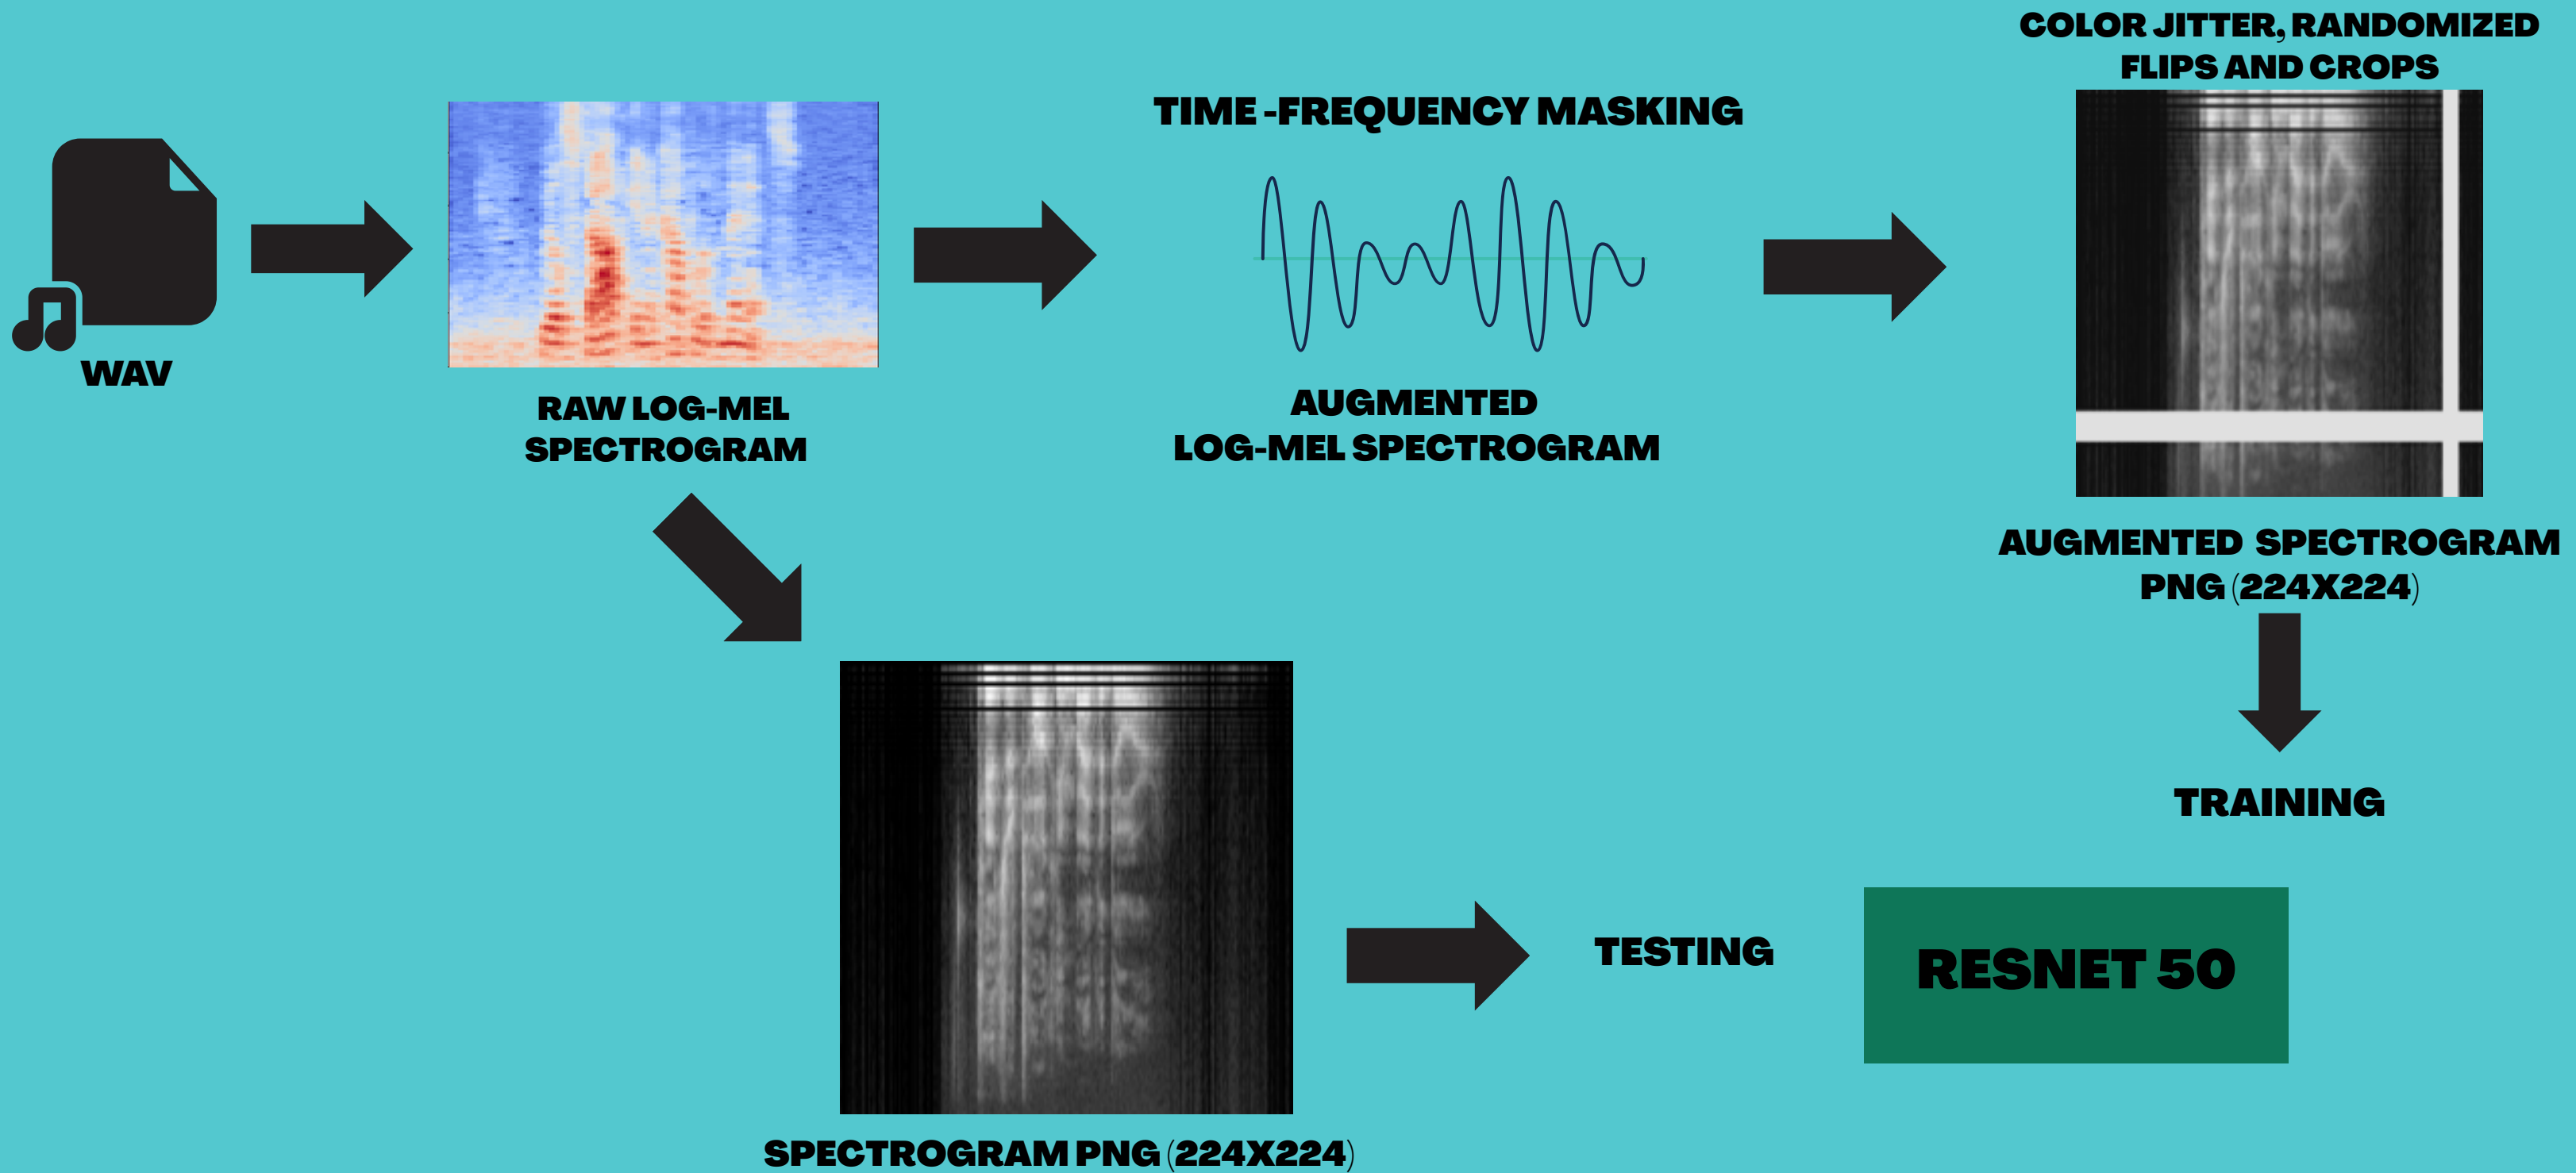 COLOR JITTER, RANDOMIZED
FLIPS AND CROPS
TIME -FREQUENCY MASKING
WAV
RAW LOG-MEL
SPECTROGRAM
AUGMENTED
LOG-MEL SPECTROGRAM
AUGMENTED SPECTROGRAM
PNG (224X224)
TRAINING
TESTING
RESNET 50
SPECTROGRAM PNG (224X224)